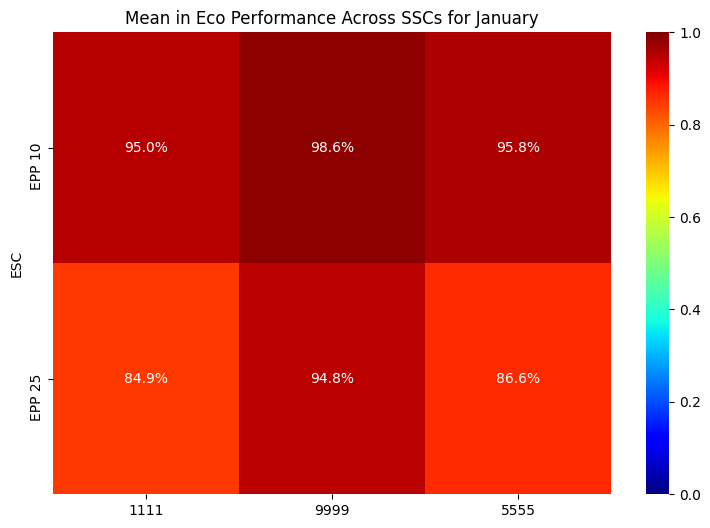 Mean in Eco Performance Across SSCs for January
ESC
EPP 10
95.0% 98.6% 95.8%
EPP 25
84.9% 94.8% 86.6%
1111 9999 5555
1.0
0.8
0.6
0.4
0.2
0.0